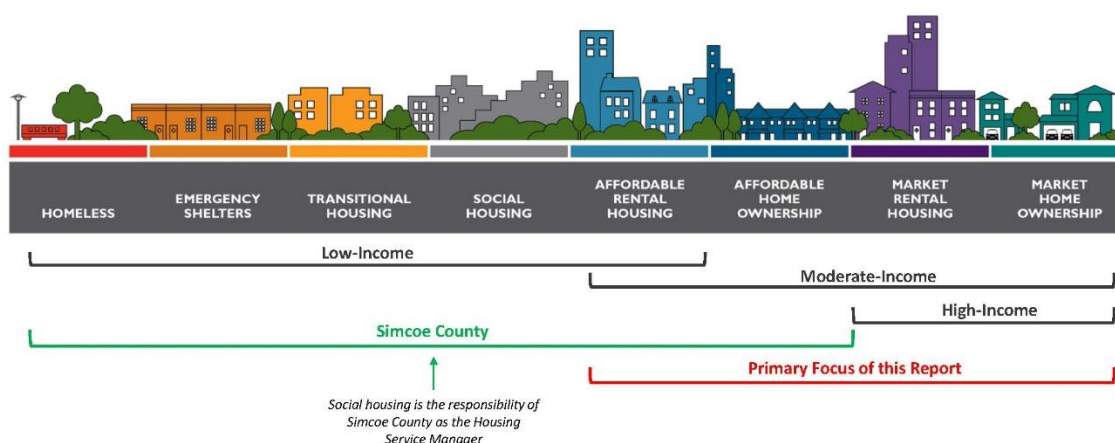 HOMELESS
EMERGENCY
SHELTERS
TRANSITIONAL
HOUSING
SOCIAL
HOUSING
AFFORDABLE
RENTAL
HOUSING
AFFORDABLE
HOME
OWNERSHIP
MARKET
RENTAL
HOUSING
MARKET
HOME
OWNERSHIP
Low-Income
Moderate-Income
High-Income
Simcoe County
Primary Focus of this Report
Social housing is the responsibility of
Simcoe County as the Housing
Service Manager